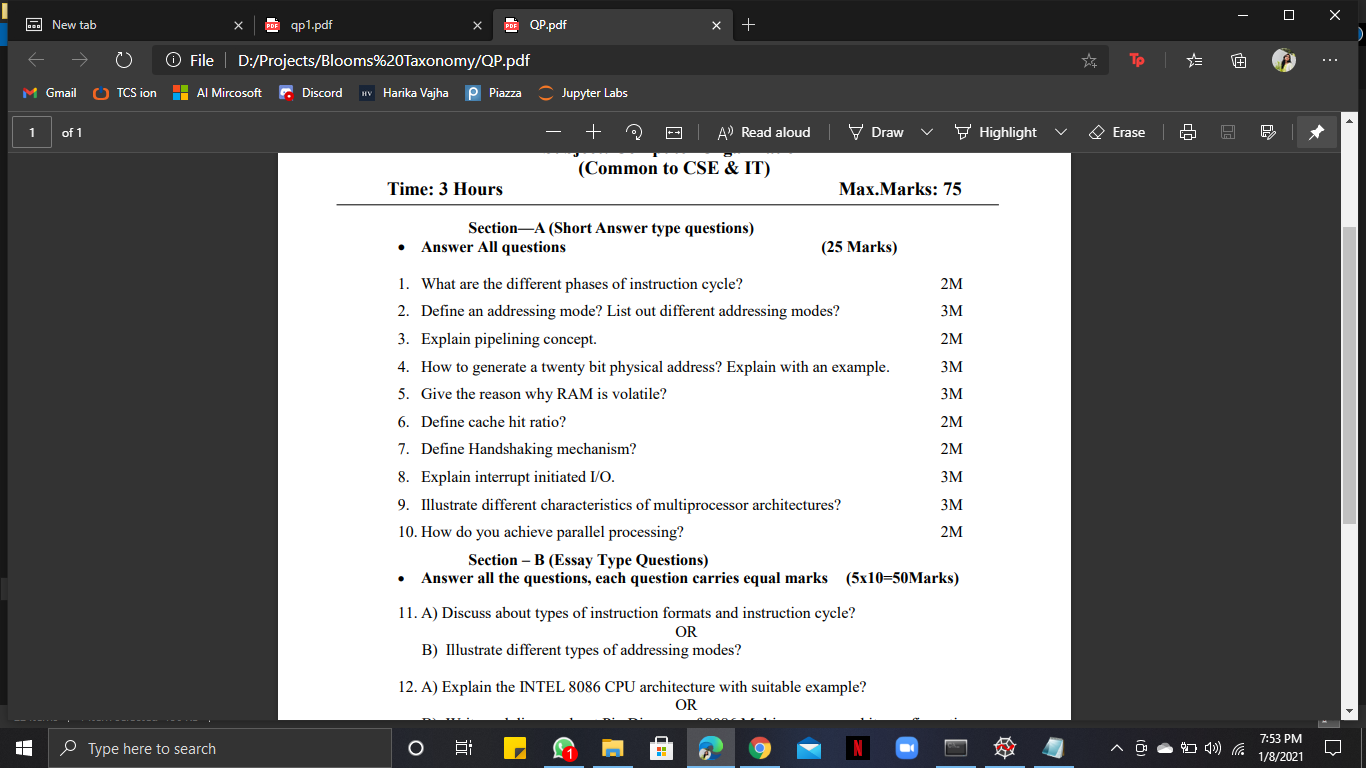 New tab
qp1.pdf
QP.pdf
File D:/Projects/Blooms%20Taxonomy/QP.pdf
Gmail TCS ion AI Mircosoft Discord Harika Vajha Piazza Jupyter Labs
1 of 1 Read aloud Draw Highlight Erase
(Common to CSE & IT)
Time: 3 Hours Max.Marks: 75
Section—A (Short Answer type questions)
• Answer All questions (25 Marks)
1. What are the different phases of instruction cycle? 2M
2. Define an addressing mode? List out different addressing modes? 3M
3. Explain pipelining concept. 2M
4. How to generate a twenty bit physical address? Explain with an example. 3M
5. Give the reason why RAM is volatile? 3M
6. Define cache hit ratio? 2M
7. Define Handshaking mechanism? 2M
8. Explain interrupt initiated I/O. 3M
9. Illustrate different characteristics of multiprocessor architectures? 3M
10. How do you achieve parallel processing? 2M
Section – B (Essay Type Questions)
• Answer all the questions, each question carries equal marks (5x10=50Marks)
11. A) Discuss about types of instruction formats and instruction cycle?
OR
B) Illustrate different types of addressing modes?
12. A) Explain the INTEL 8086 CPU architecture with suitable example?
OR
Type here to search
1
7:53 PM
1/8/2021